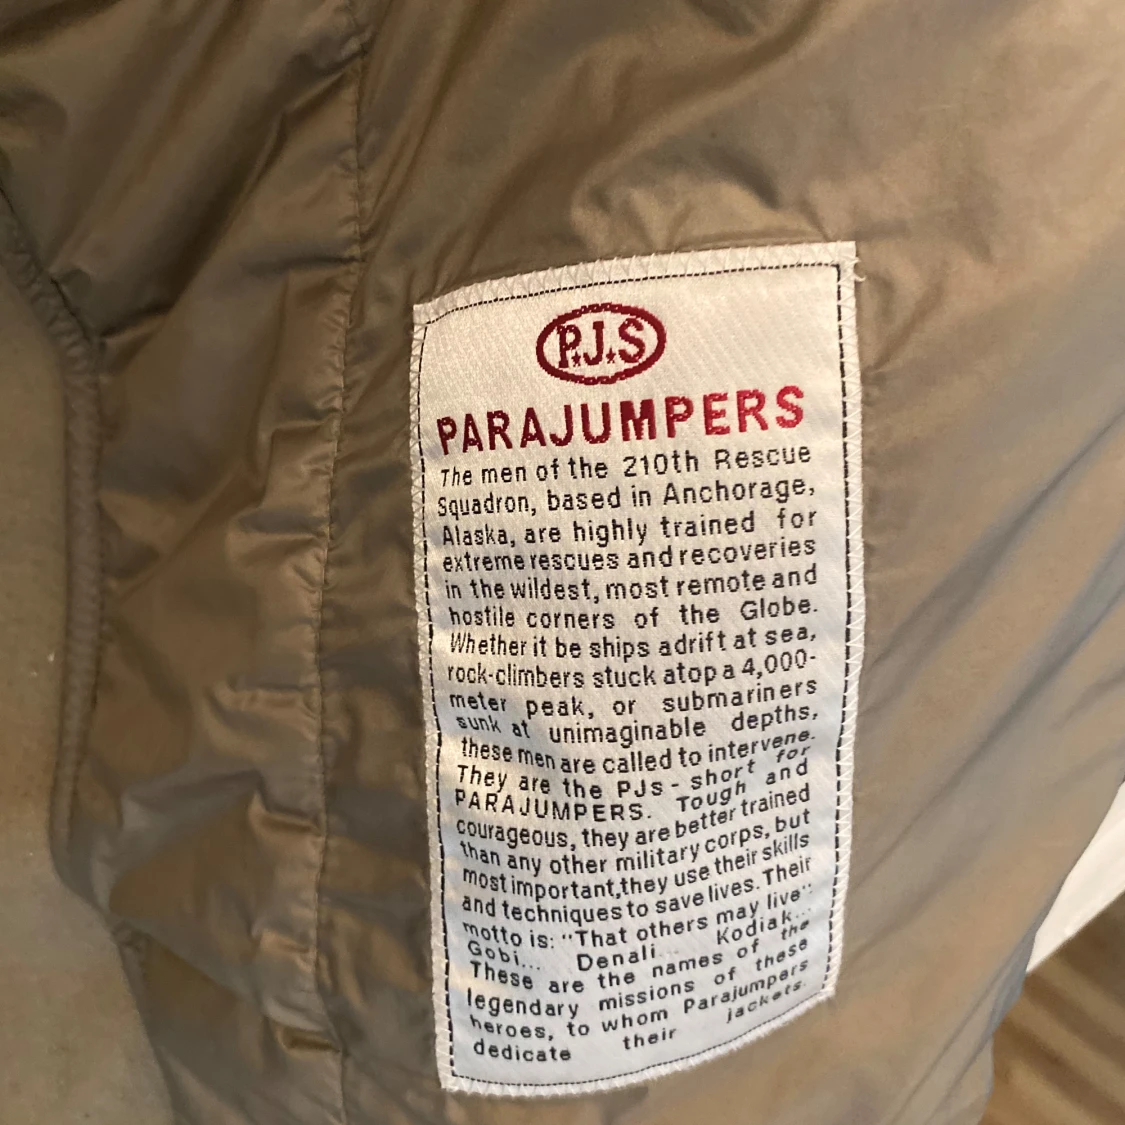 P.J.S
PARAJUMPERS
The men of the 210th Rescue
Squadron, based in Anchorage,
Alaska, are highly trained for
extreme rescues and recoveries
in the wildest, most remote and
hostile corners of the Globe.
Whether it be ships adrift at sea,
rock-climbers stuck atop a 4,000-
meter peak, or submariners
sunk at unimaginable depths,
these men are called to intervene.
They are the PJs - short for
PARAJUMPERS. Tough and
courageous, they are better trained
than any other military corps, but
most important, they use their skills
and techniques to save lives. Their
motto is: "That others may live".
Gobi... Denali... Kodiak...
These are the names of the
legendary missions of these
heroes, to whom Parajumpers
dedicate their jackets.